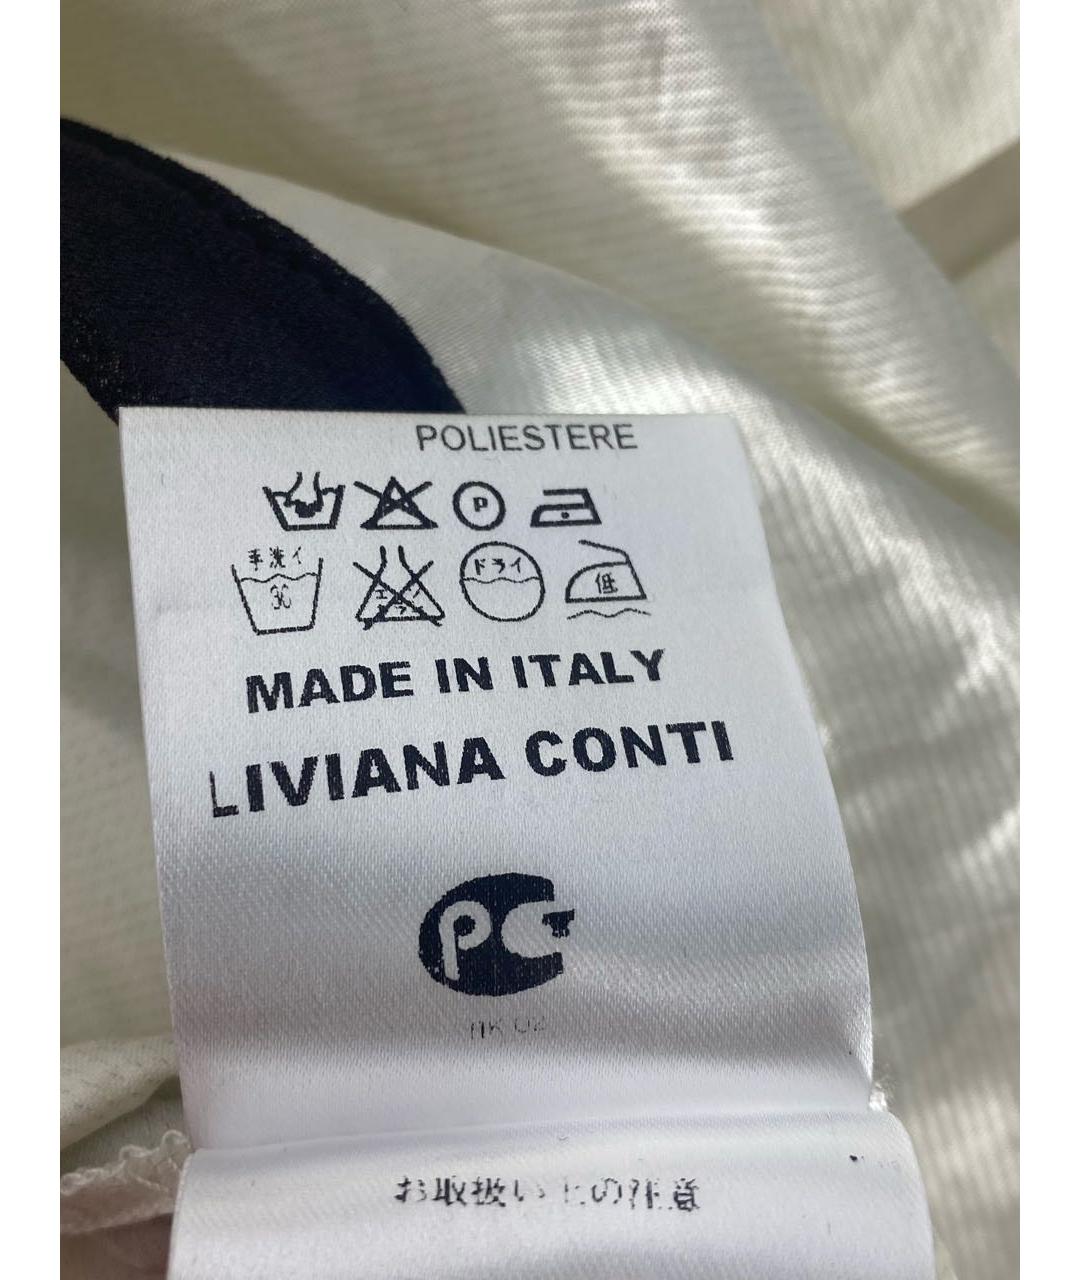 POLIESTERE
P
手洗イ
30
ドライ
低
MADE IN ITALY
LIVIANA CONTI
PC
お取扱い上の注意